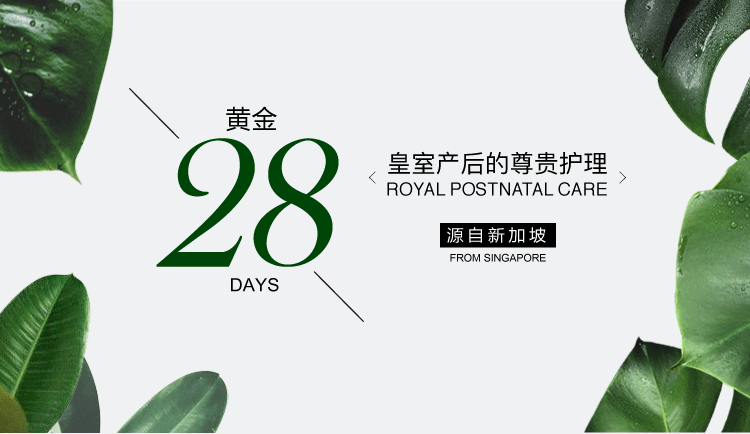 黄金
28
DAYS
皇室产后的尊贵护理
ROYAL POSTNATAL CARE
源自新加坡
FROM SINGAPORE